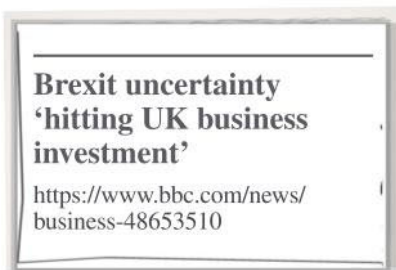 Brexit uncertainty
‘hitting UK business
investment’
https://www.bbc.com/news/
business-48653510